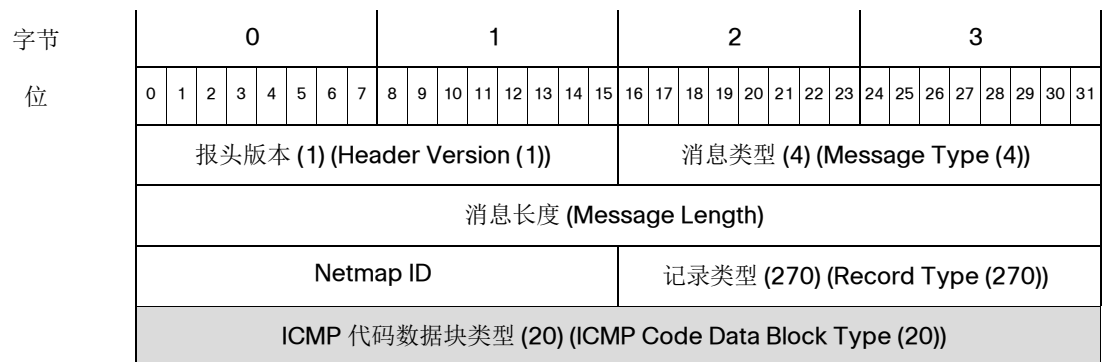 字节 0 1 2 3
位 0 1 2 3 4 5 6 7 8 9 10 11 12 13 14 15 16 17 18 19 20 21 22 23 24 25 26 27 28 29 30 31
报头版本 (1) (Header Version (1)) 消息类型 (4) (Message Type (4))
消息长度 (Message Length)
Netmap ID 记录类型 (270) (Record Type (270))
ICMP 代码数据块类型 (20) (ICMP Code Data Block Type (20))